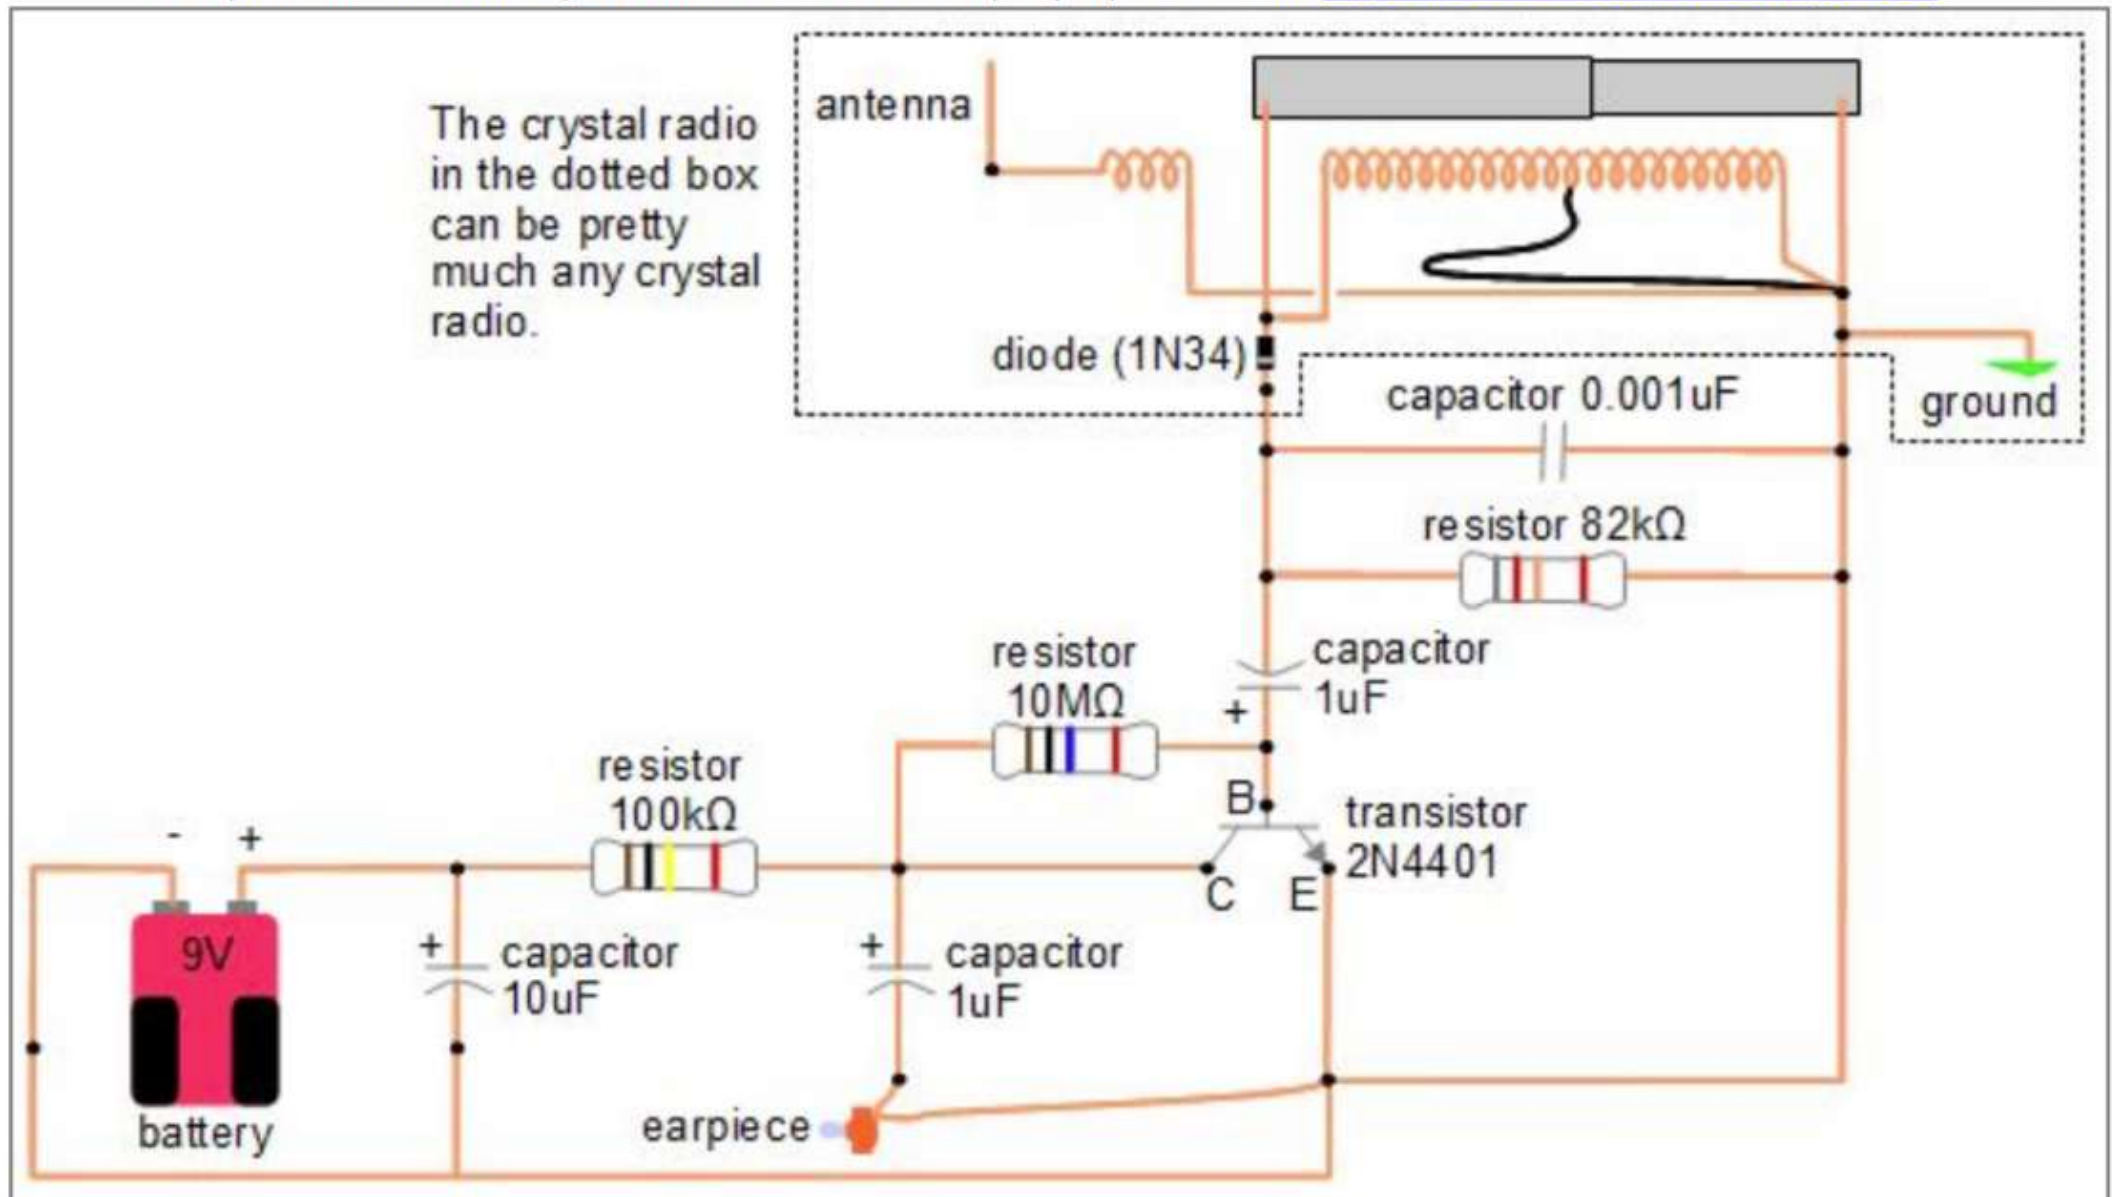 The crystal radio
in the dotted box
can be pretty
much any crystal
radio.
antenna
diode (1N34)
ground
capacitor 0.001uF
resistor 82kΩ
capacitor
1uF
+
resistor
10MΩ
resistor
100kΩ
B
C
E
transistor
2N4401
- +
9V
battery
+
capacitor
10uF
+
capacitor
1uF
earpiece